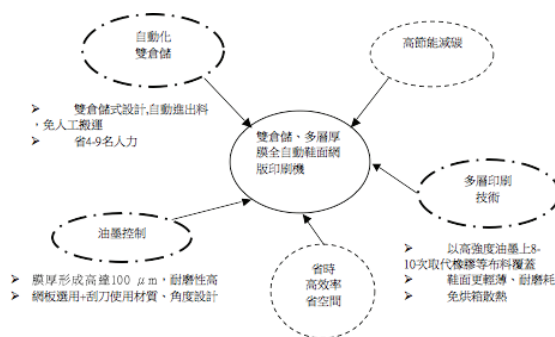 自動化
雙倉儲
高節能減碳
➤ 雙倉儲式設計,自動進出料
，免人工搬運
➤ 省4-9名人力
雙倉儲、多層厚
膜全自動鞋面網
版印刷機
多層印刷
技術
油墨控制
➤ 膜厚形成高達100 μm，耐磨性高
➤ 網板選用+刮刀使用材質、角度設計
省時
高效率
省空間
➤ 以高強度油墨上8-
10次取代橡膠等布料覆蓋
➤ 鞋面更輕薄、耐磨耗
➤ 免烘箱散熱